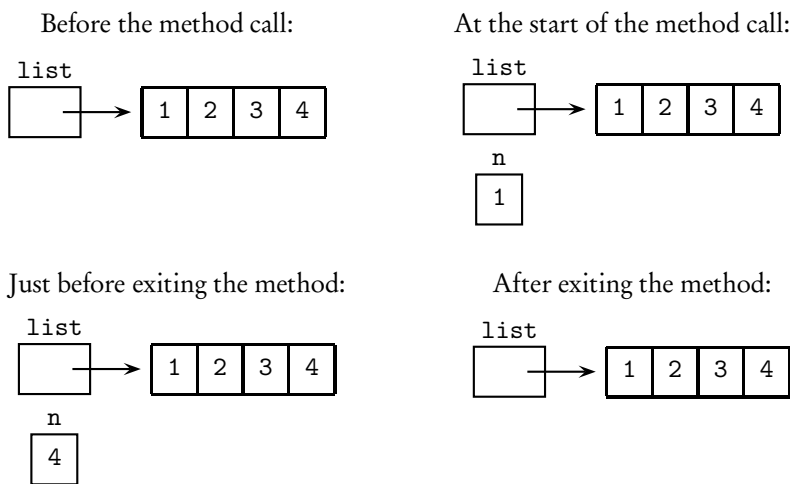 Before the method call:
list
1 2 3 4
At the start of the method call:
list
1 2 3 4
n
1
Just before exiting the method:
list
1 2 3 4
n
4
After exiting the method:
list
1 2 3 4